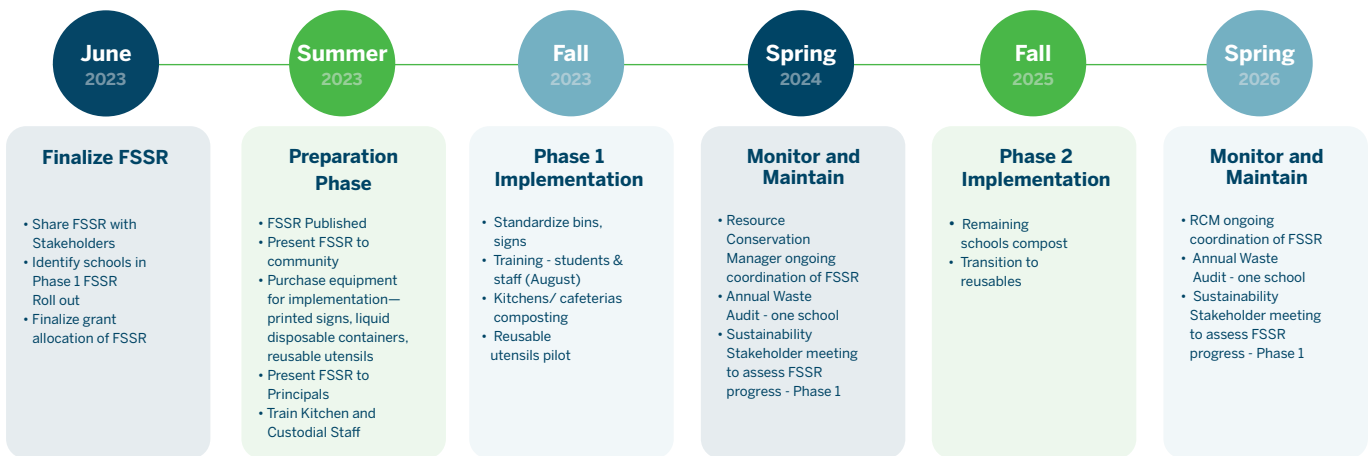 June
2023
Summer
2023
Fall
2023
Spring
2024
Fall
2025
Spring
2026
Finalize FSSR
• Share FSSR with
Stakeholders
• Identify schools in
Phase 1 FSSR
Roll out
• Finalize grant
allocation of FSSR
Preparation
Phase
• FSSR Published
• Present FSSR to
community
• Purchase equipment
for implementation—
printed signs, liquid
disposable containers,
reusable utensils
• Present FSSR to
Principals
• Train Kitchen and
Custodial Staff
Phase 1
Implementation
• Standardize bins,
signs
• Training - students &
staff (August)
• Kitchens/ cafeterias
composting
• Reusable
utensils pilot
Monitor and
Maintain
• Resource
Conservation
Manager ongoing
coordination of FSSR
• Annual Waste
Audit - one school
• Sustainability
Stakeholder meeting
to assess FSSR
progress - Phase 1
Phase 2
Implementation
• Remaining
schools compost
• Transition to
reusables
Monitor and
Maintain
• RCM ongoing
coordination of FSSR
• Annual Waste
Audit - one school
• Sustainability
Stakeholder meeting
to assess FSSR
progress - Phase 1